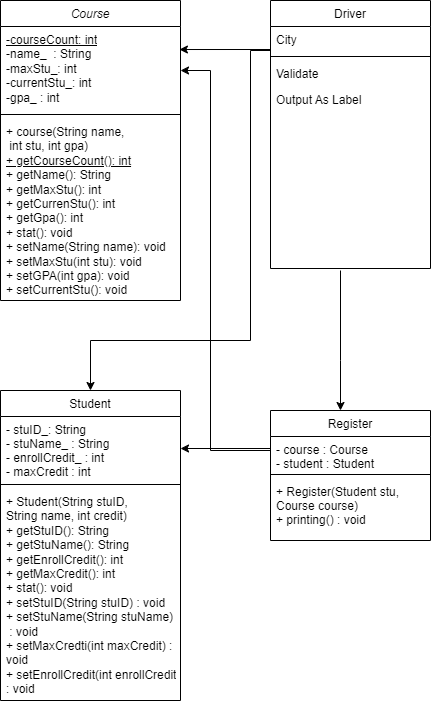 Course
-courseCount: int
-name_ : String
-maxStu_: int
-currentStu_: int
-gpa_ : int
+ course(String name,
int stu, int gpa)
+ getCourseCount(): int
+ getName(): String
+ getMaxStu(): int
+ getCurrenStu(): int
+ getGpa(): int
+ stat(): void
+ setName(String name): void
+ setMaxStu(int stu): void
+ setGPA(int gpa): void
+ setCurrentStu(): void
Driver
City
Validate
Output As Label
Student
- stuID_: String
- stuName_ : String
- enrollCredit_ : int
- maxCredit : int
+ Student(String stuID,
String name, int credit)
+ getStuID(): String
+ getStuName(): String
+ getEnrollCredit(): int
+ getMaxCredit(): int
+ stat(): void
+ setStuID(String stuID) : void
+ setStuName(String stuName)
: void
+ setMaxCredti(int maxCredit) :
void
+ setEnrollCredit(int enrollCredit
: void
Register
- course : Course
- student : Student
+ Register(Student stu,
Course course)
+ printing() : void